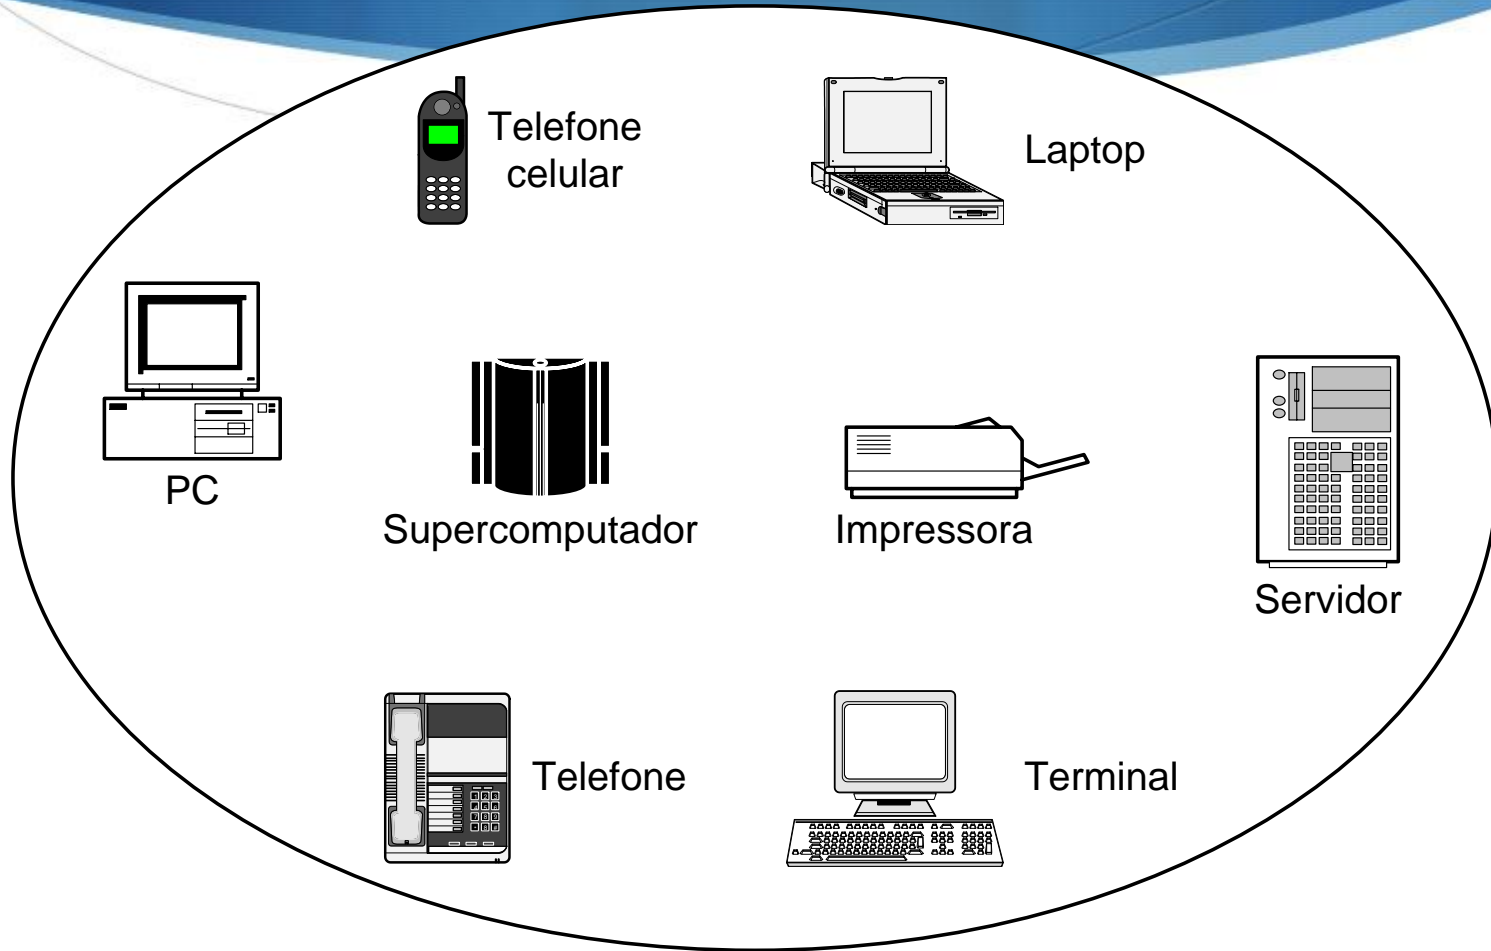 Telefone
celular
Laptop
PC
Supercomputador
Impressora
Servidor
Telefone
Terminal